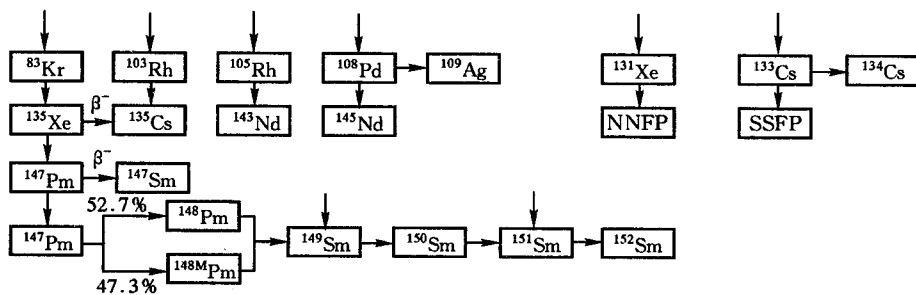 ⁸³Kr ¹⁰³Rh ¹⁰⁵Rh ¹⁰⁸Pd ¹⁰⁹Ag ¹³¹Xe ¹³³Cs ¹³⁴Cs
¹³⁵Xe β⁻ ¹³⁵Cs ¹⁴³Nd ¹⁴⁵Nd NNFP SSFP
¹⁴⁷Pm β⁻ ¹⁴⁷Sm
52.7% ¹⁴⁸Pm
¹⁴⁷Pm ¹⁴⁹Sm ¹⁵⁰Sm ¹⁵¹Sm ¹⁵²Sm
47.3% ¹⁴⁸ᴹPm